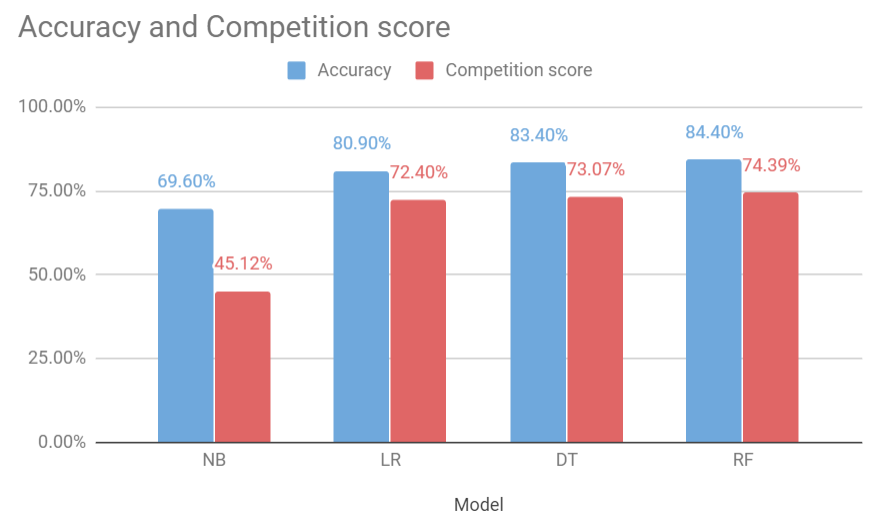 Accuracy and Competition score
Accuracy
Competition score
100.00%
75.00%
50.00%
25.00%
0.00%
69.60%
45.12%
80.90%
72.40%
83.40%
73.07%
84.40%
74.39%
NB
LR
DT
RF
Model